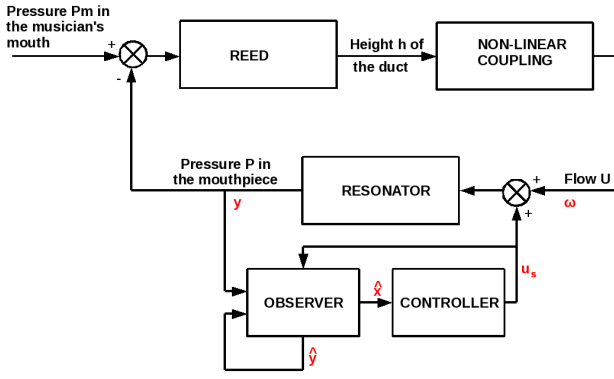 Pressure Pm in
the musician's
mouth
+
-
REED
Height h of
the duct
NON-LINEAR
COUPLING
Pressure P in
the mouthpiece
y
RESONATOR
+
+
Flow U
ω
u_s
OBSERVER
x̂
CONTROLLER
ŷ